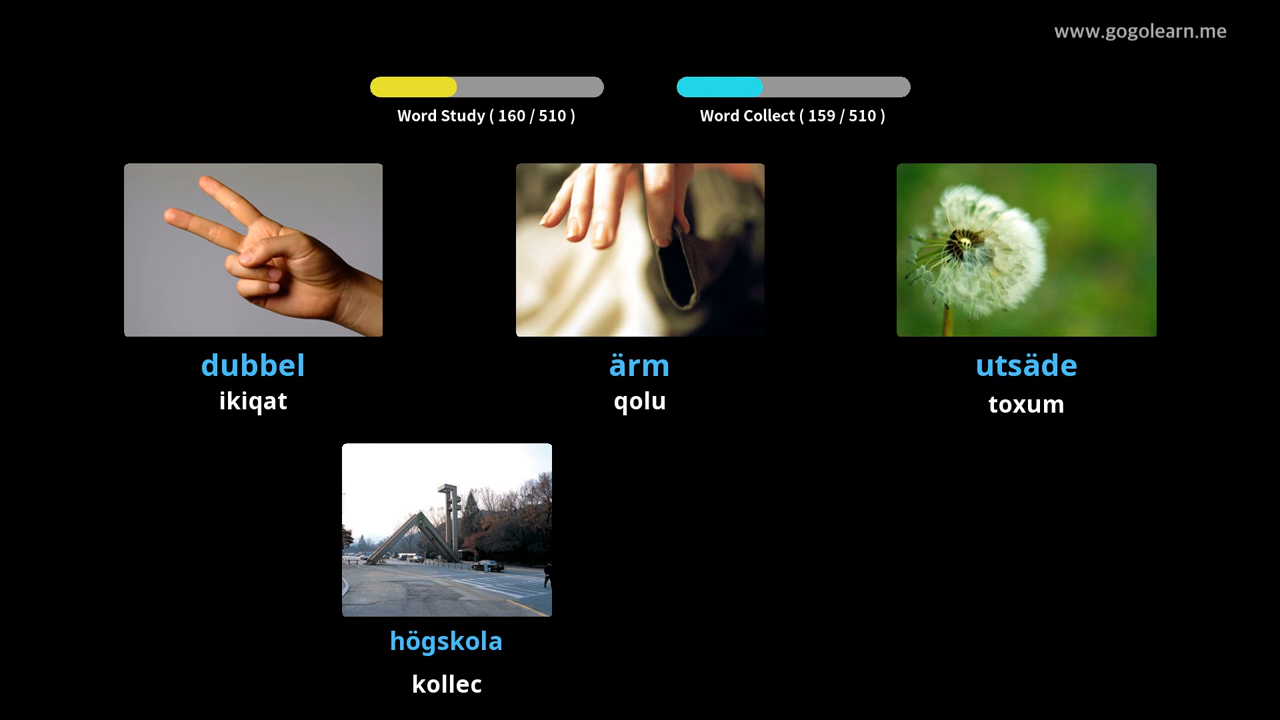 www.gogolearn.me
Word Study ( 160 / 510 )
Word Collect ( 159 / 510 )
dubbel
ikiqat
ärm
qolu
utsäde
toxum
högskola
kollec